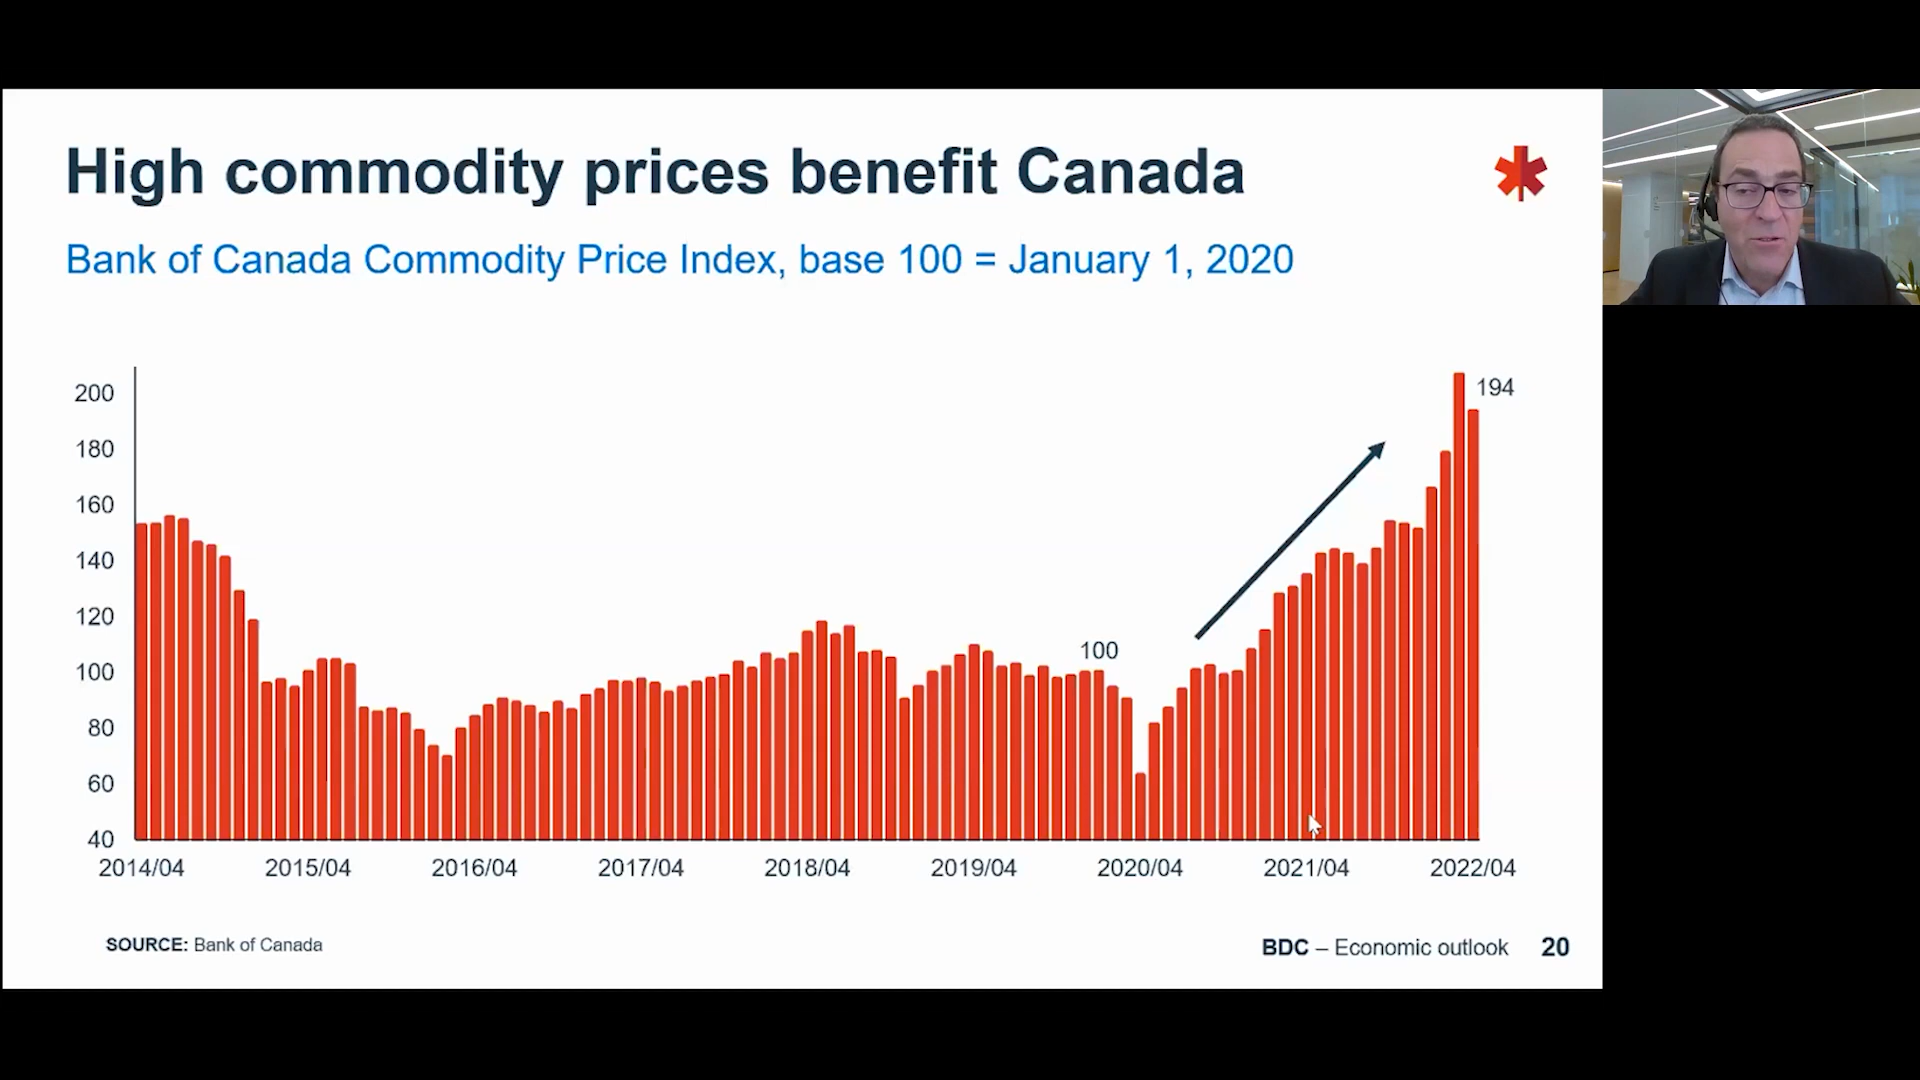 High commodity prices benefit Canada
Bank of Canada Commodity Price Index, base 100 = January 1, 2020
200
180
160
140
120
100
80
60
40
194
100
2014/04 2015/04 2016/04 2017/04 2018/04 2019/04 2020/04 2021/04 2022/04
SOURCE: Bank of Canada
BDC – Economic outlook 20